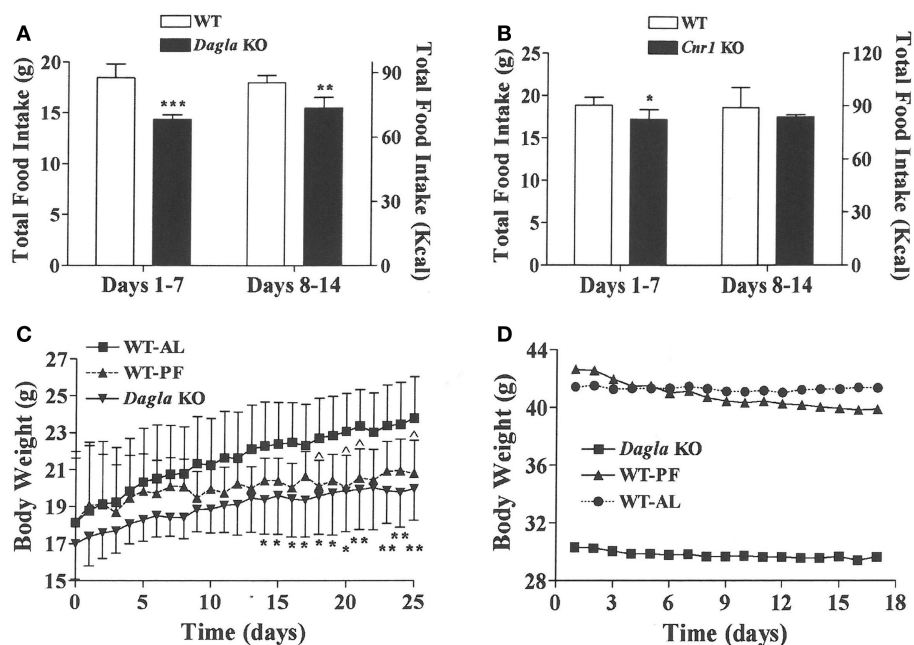 A
WT
Dagla KO
Total Food Intake (g)
20
15
10
5
0
***
**
90
60
30
0
Total Food Intake (Kcal)
Days 1-7
Days 8-14
B
WT
Cnr1 KO
Total Food Intake (g)
25
20
15
10
5
0
*
120
90
60
30
0
Total Food Intake (Kcal)
Days 1-7
Days 8-14
C
WT-AL
WT-PF
Dagla KO
Body Weight (g)
27
25
23
21
19
17
15
^ ^ ^ ^
** ** ** * ** ** ** **
0 5 10 15 20 25
Time (days)
D
Body Weight (g)
44
40
36
32
28
Dagla KO
WT-PF
WT-AL
0 3 6 9 12 15 18
Time (days)